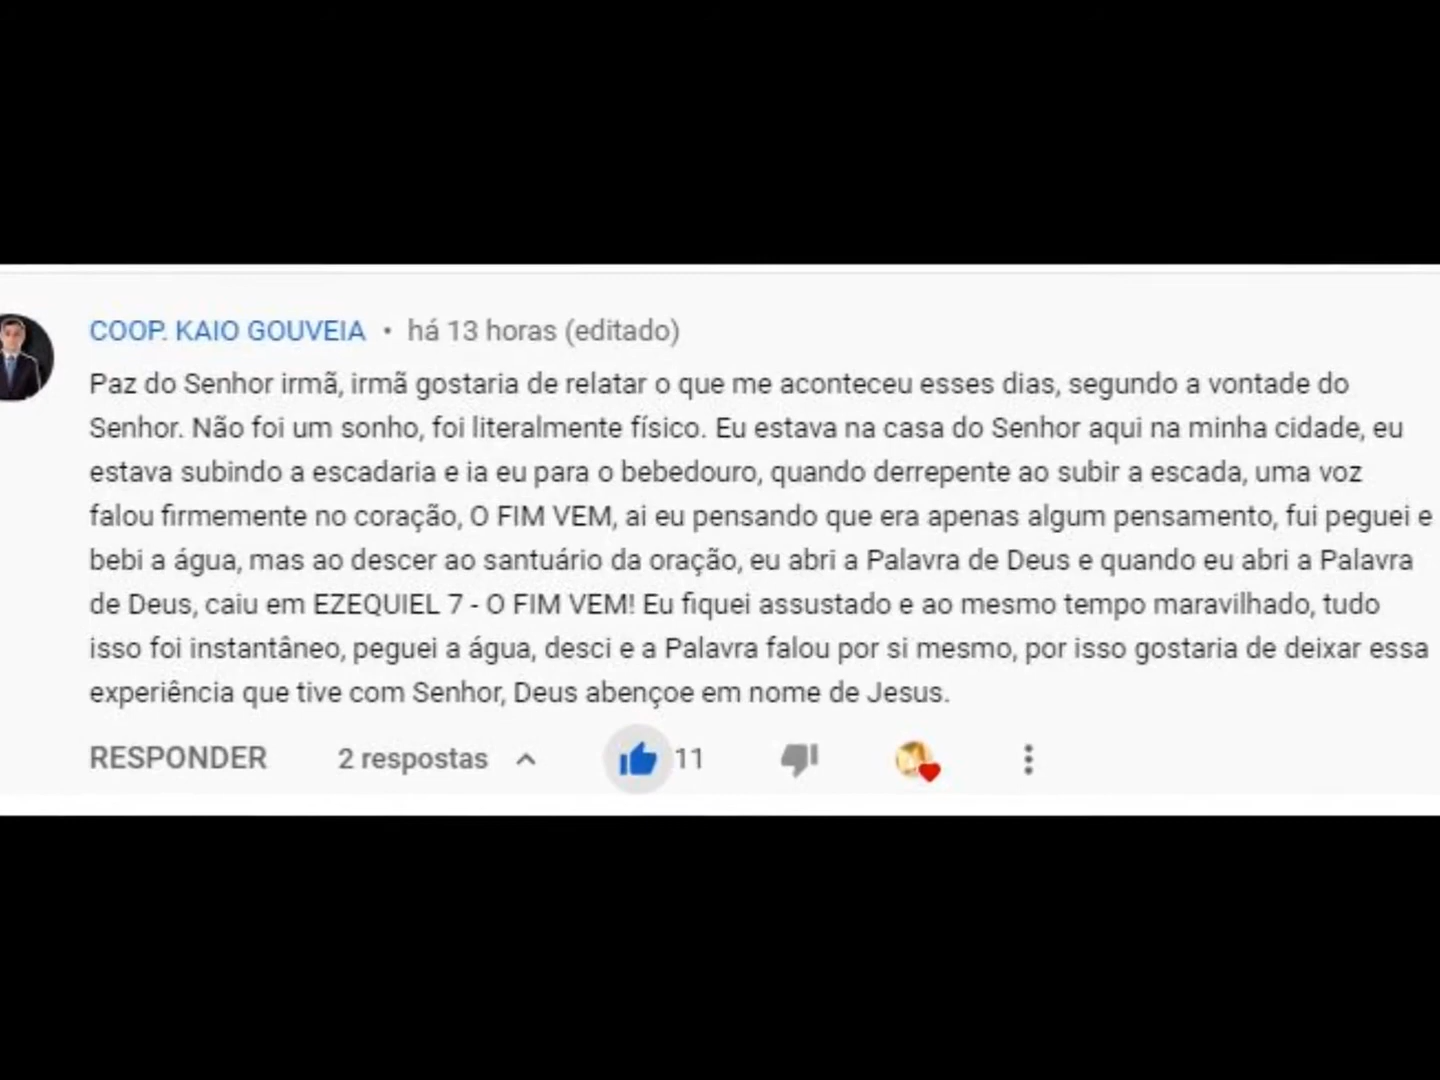 COOP. KAIO GOUVEIA • há 13 horas (editado)
Paz do Senhor irmã, irmã gostaria de relatar o que me aconteceu esses dias, segundo a vontade do
Senhor. Não foi um sonho, foi literalmente físico. Eu estava na casa do Senhor aqui na minha cidade, eu
estava subindo a escadaria e ia eu para o bebedouro, quando derrepente ao subir a escada, uma voz
falou firmemente no coração, O FIM VEM, ai eu pensando que era apenas algum pensamento, fui peguei e
bebi a água, mas ao descer ao santuário da oração, eu abri a Palavra de Deus e quando eu abri a Palavra
de Deus, caiu em EZEQUIEL 7 - O FIM VEM! Eu fiquei assustado e ao mesmo tempo maravilhado, tudo
isso foi instantâneo, peguei a água, desci e a Palavra falou por si mesmo, por isso gostaria de deixar essa
experiência que tive com Senhor, Deus abençoe em nome de Jesus.
RESPONDER 2 respostas 11